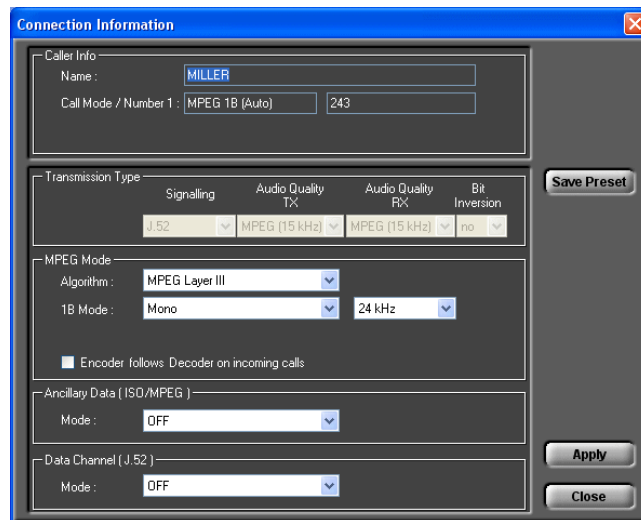 Connection Information
Caller Info
Name : MILLER
Call Mode / Number 1 : MPEG 1B (Auto) 243
Transmission Type
Signalling Audio Quality TX Audio Quality RX Bit Inversion
J.52 MPEG (15 kHz) MPEG (15 kHz) no
Save Preset
MPEG Mode
Algorithm : MPEG Layer III
1B Mode : Mono 24 kHz
Encoder follows Decoder on incoming calls
Ancillary Data ( ISO/MPEG )
Mode : OFF
Data Channel ( J.52 )
Mode : OFF
Apply
Close